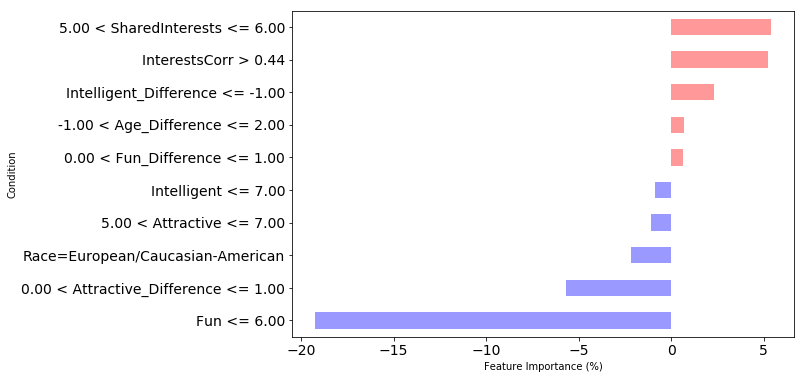 5.00 < SharedInterests <= 6.00
InterestsCorr > 0.44
Intelligent_Difference <= -1.00
-1.00 < Age_Difference <= 2.00
0.00 < Fun_Difference <= 1.00
Intelligent <= 7.00
5.00 < Attractive <= 7.00
Race=European/Caucasian-American
0.00 < Attractive_Difference <= 1.00
Fun <= 6.00
Condition
−20 −15 −10 −5 0 5
Feature Importance (%)